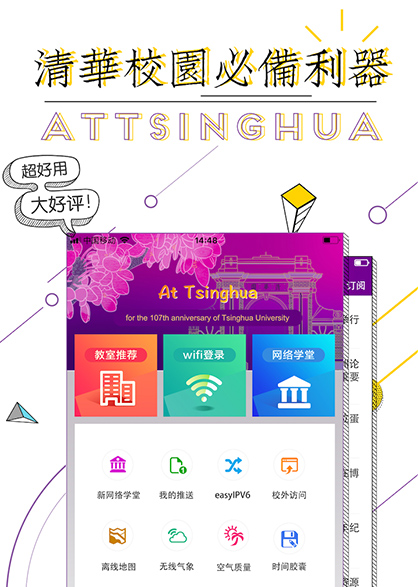 清華校園必備利器
ATTSINGHUA
超好用
大好评!
中国移动 14:48
At Tsinghua
for the 107th anniversary of Tsinghua University
订阅
教室推荐 wifi登录 网络学堂
新网络学堂 我的推送 easyIPV6 校外访问
离线地图 无线气象 空气质量 时间胶囊
行
论
案要
蛋
博
纪
资源